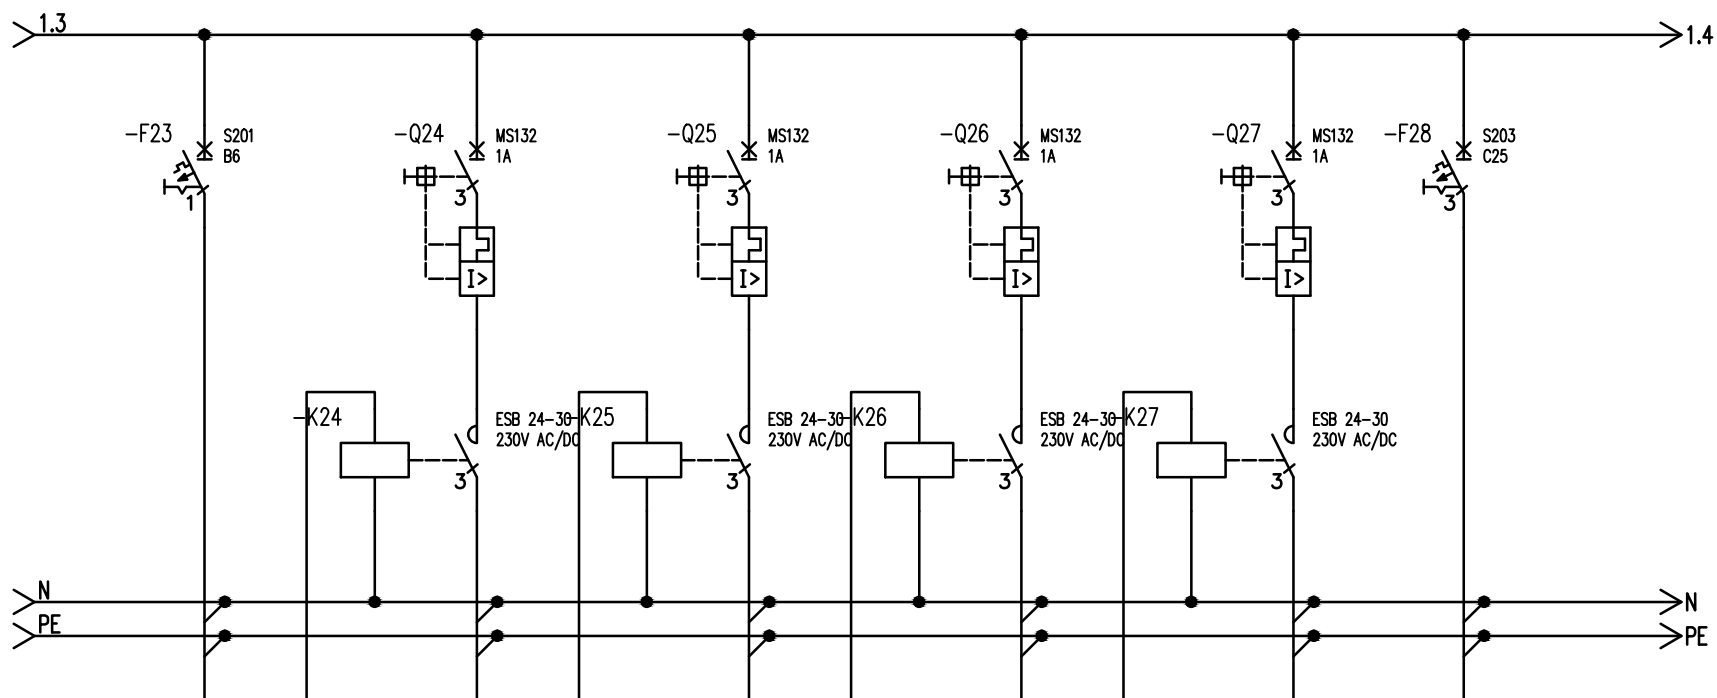 1.3
1.4
-F23
S201
B6
1
-Q24
MS132
1A
3
I>
-Q25
MS132
1A
3
I>
-Q26
MS132
1A
3
I>
-Q27
MS132
1A
3
I>
-F28
S203
C25
3
-K24
ESB 24-30
230V AC/DC
3
-K25
ESB 24-30
230V AC/DC
3
-K26
ESB 24-30
230V AC/DC
3
-K27
ESB 24-30
230V AC/DC
3
N
N
PE
PE